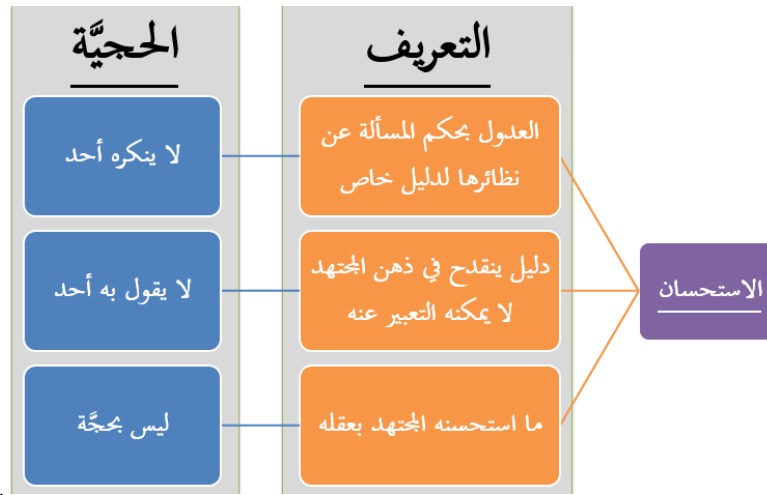 التعريف
الحجيَّة
العدول بحكم المسألة عن
نظائرها لدليل خاص
لا ينكره أحد
الاستحسان
دليل ينقدح في ذهن المجتهد
لا يمكنه التعبير عنه
لا يقول به أحد
ما استحسنه المجتهد بعقله
ليس بحجَّة